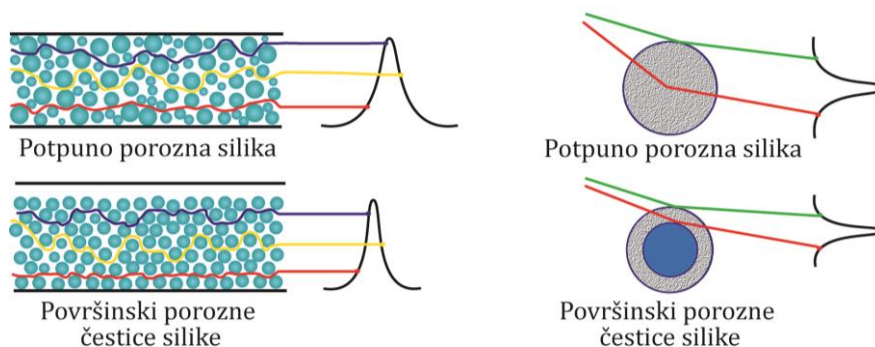 Potpuno porozna silika
Potpuno porozna silika
Površinski porozne
čestice silike
Površinski porozne
čestice silike